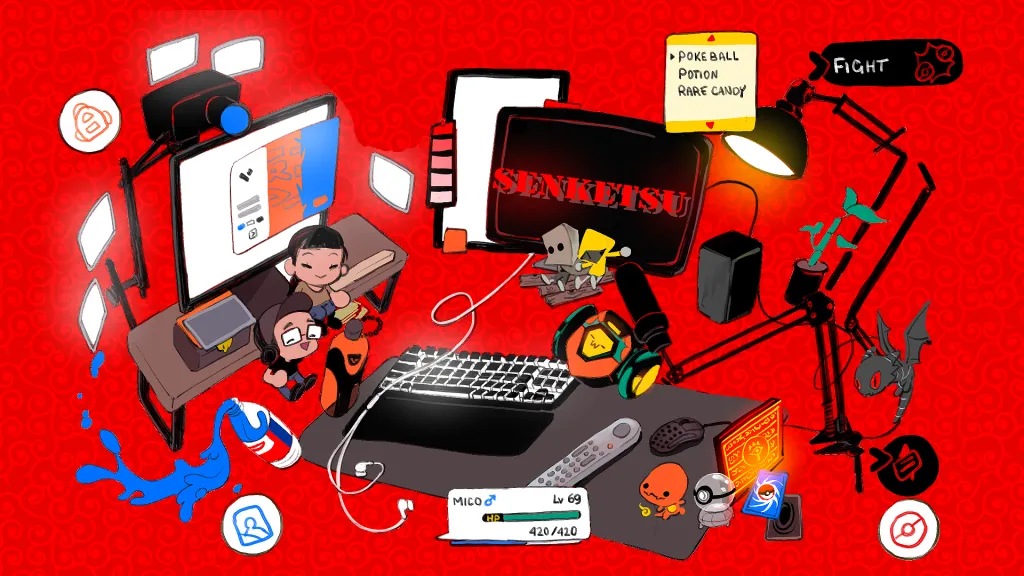 POKEBALL
POTION
RARE CANDY
FIGHT
SENKETSU
MICO♂ Lv 69
HP
420/420